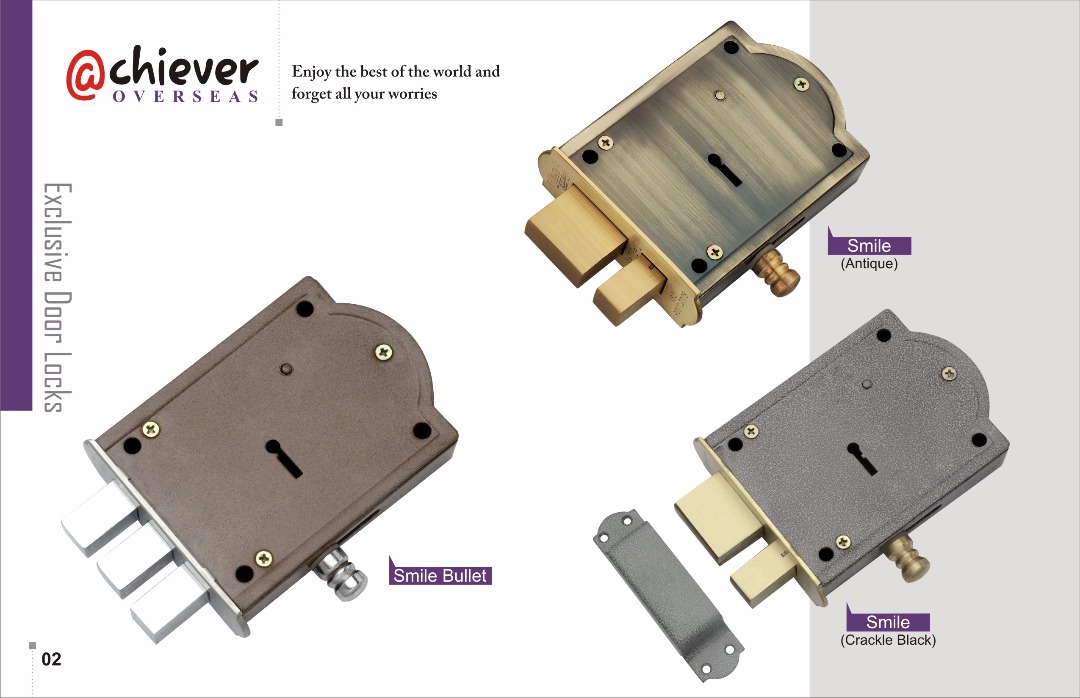 @chiever
OVERSEAS
Enjoy the best of the world and
forget all your worries
Exclusive Door Locks
Smile
(Antique)
Smile Bullet
Smile
(Crackle Black)
02